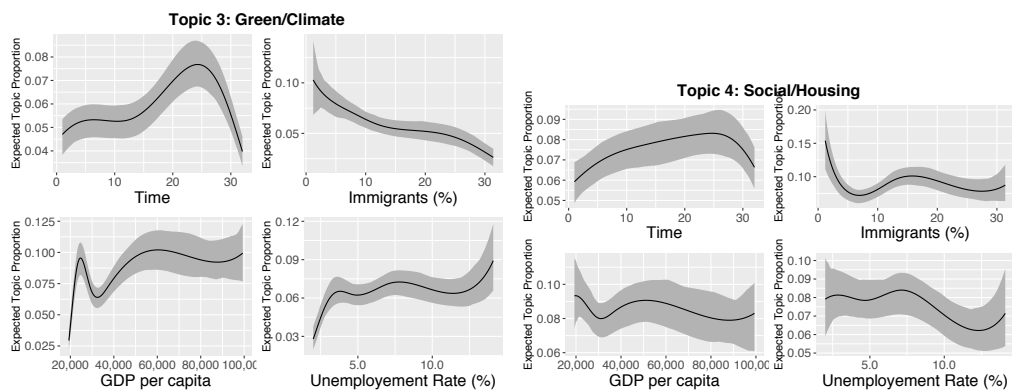 Topic 3: Green/Climate
Expected Topic Proportion
0.08
0.07
0.06
0.05
0.04
0 10 20 30
Time
Expected Topic Proportion
0.10
0.05
0 10 20 30
Immigrants (%)
Expected Topic Proportion
0.125
0.100
0.075
0.050
0.025
20,000 40,000 60,000 80,000 100,000
GDP per capita
Expected Topic Proportion
0.12
0.09
0.06
0.03
5.0 10.0
Unemployement Rate (%)
Topic 4: Social/Housing
Expected Topic Proportion
0.09
0.08
0.07
0.06
0.05
0 10 20 30
Time
Expected Topic Proportion
0.20
0.15
0.10
0 10 20 30
Immigrants (%)
Expected Topic Proportion
0.10
0.08
0.06
20,000 40,000 60,000 80,000
GDP per capita
Expected Topic Proportion
0.10
0.09
0.08
0.07
0.06
0.05
5.0 10.0
Unemployement Rate (%)